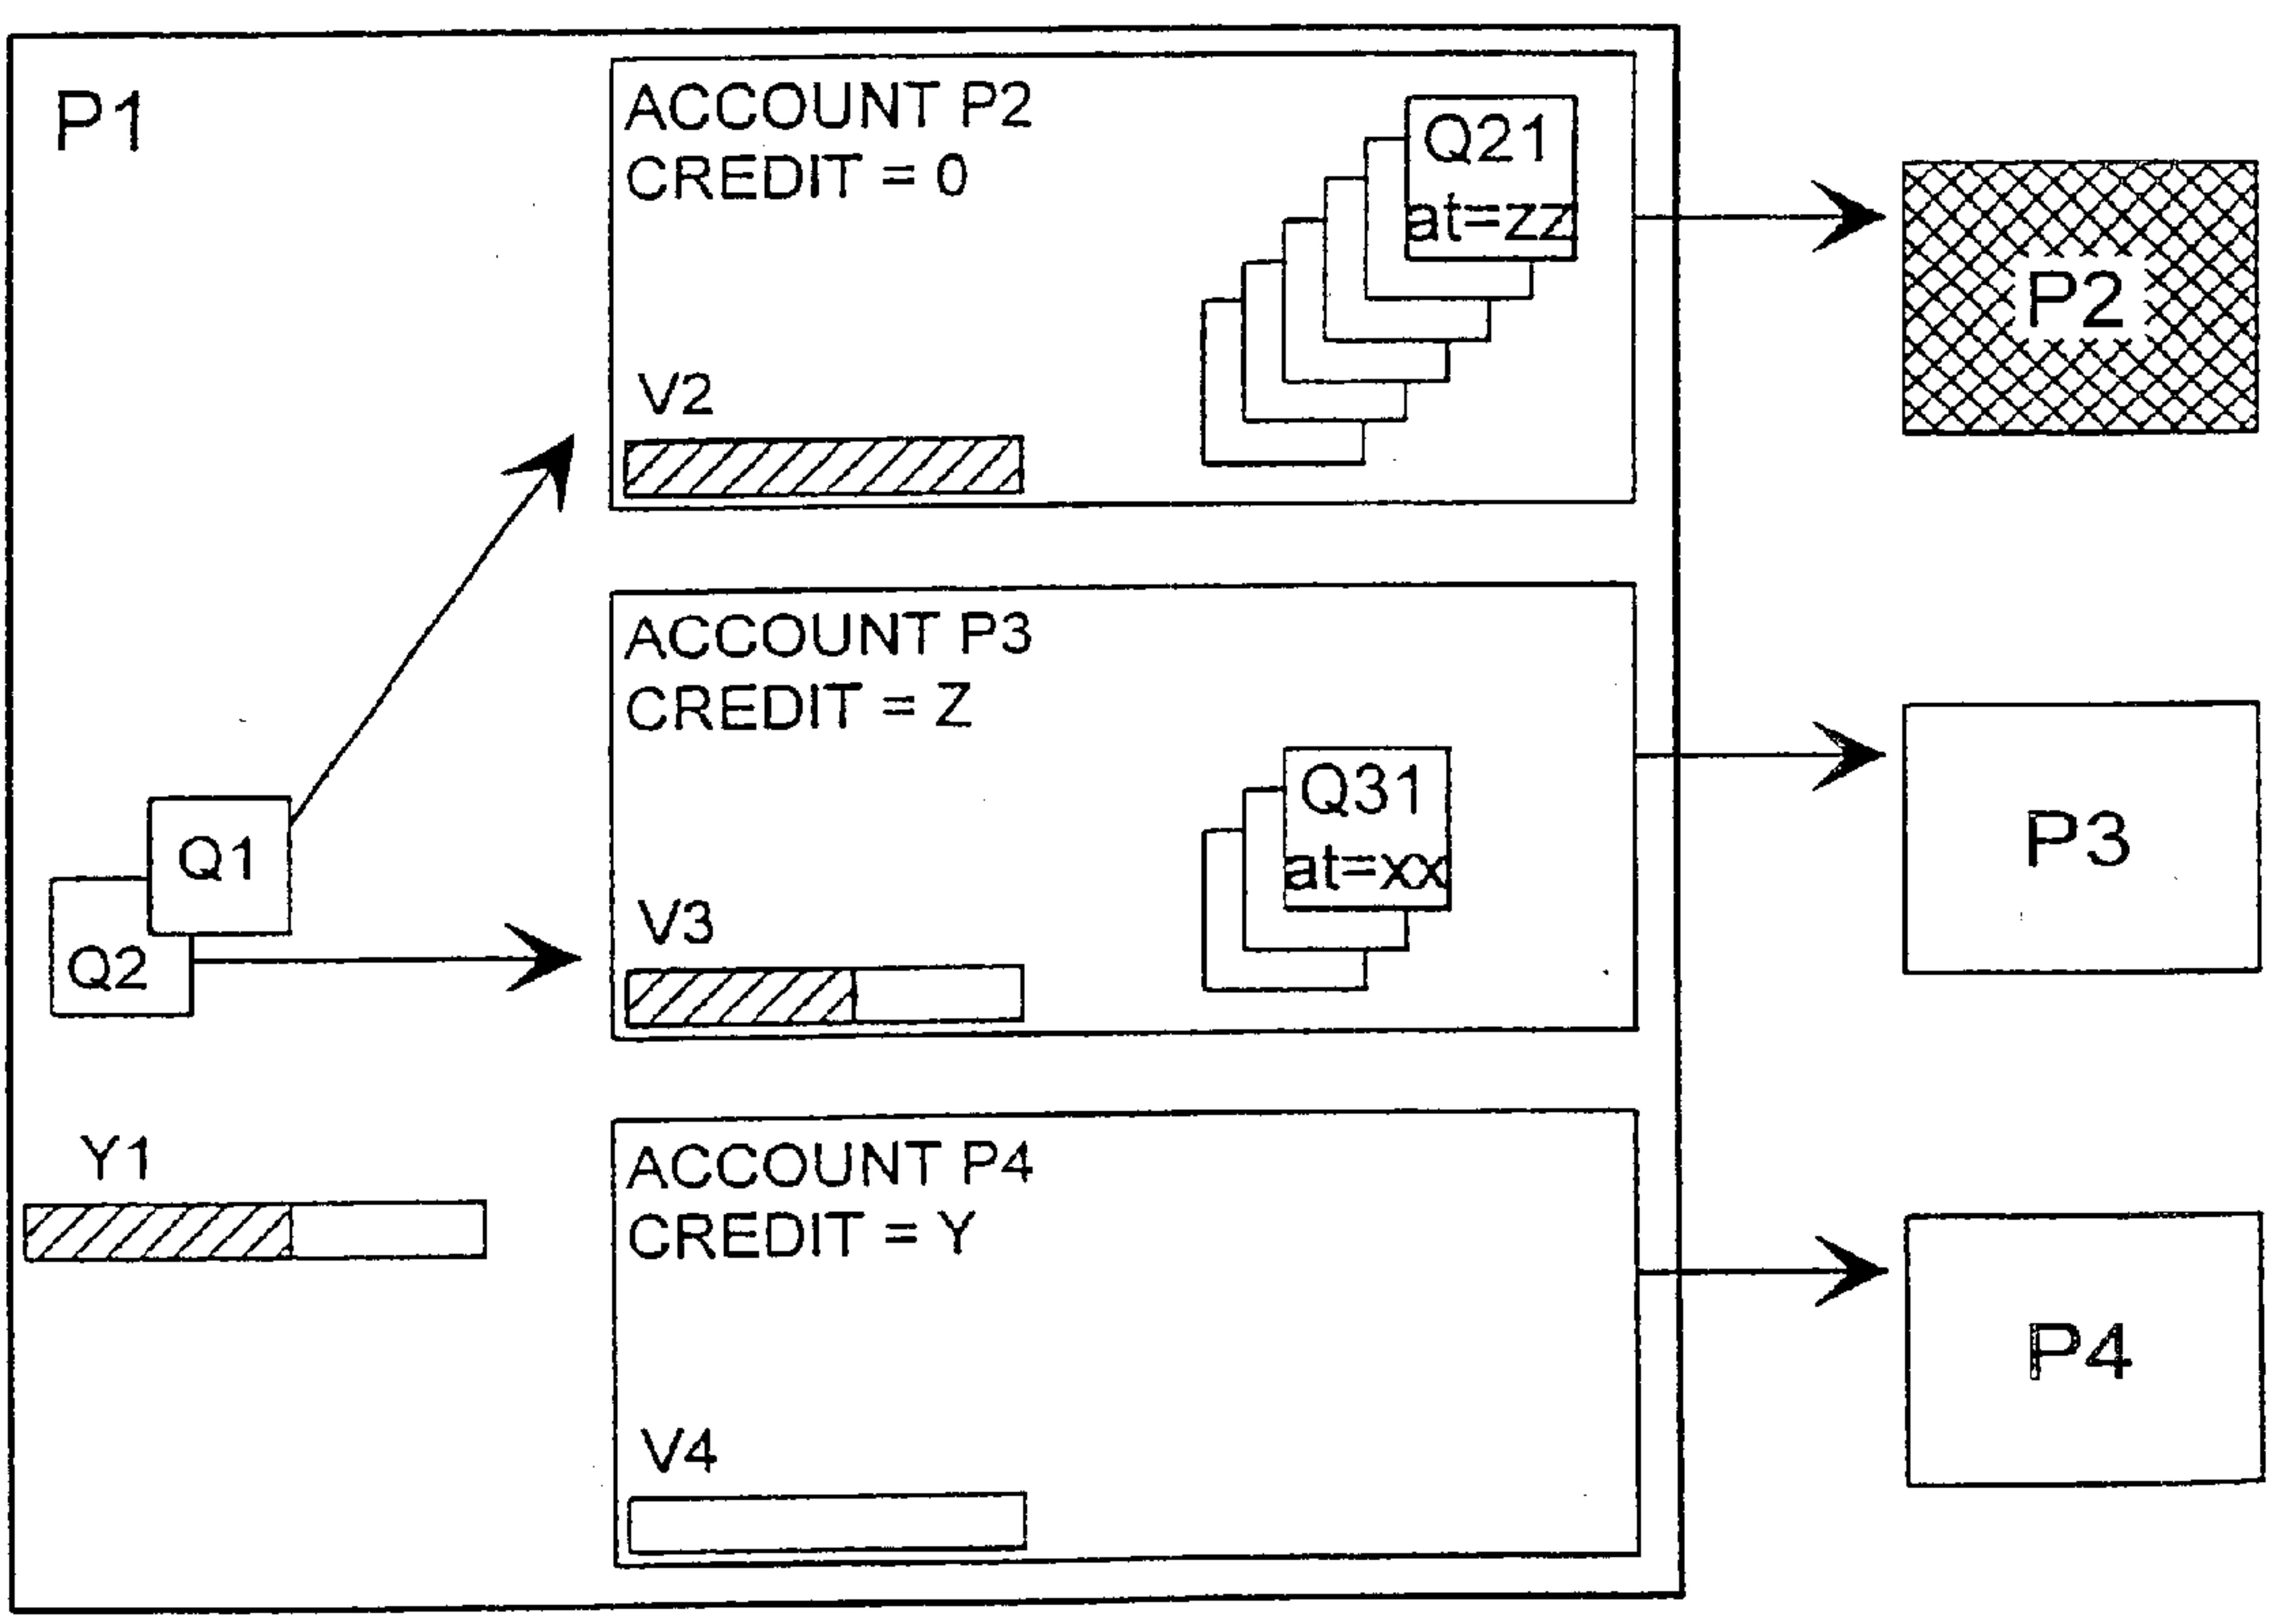 P1
ACCOUNT P2
CREDIT = 0
Q21
at=zz
V2
P2
ACCOUNT P3
CREDIT = Z
Q31
at=xx
V3
P3
Q1
Q2
Y1
ACCOUNT P4
CREDIT = Y
V4
P4